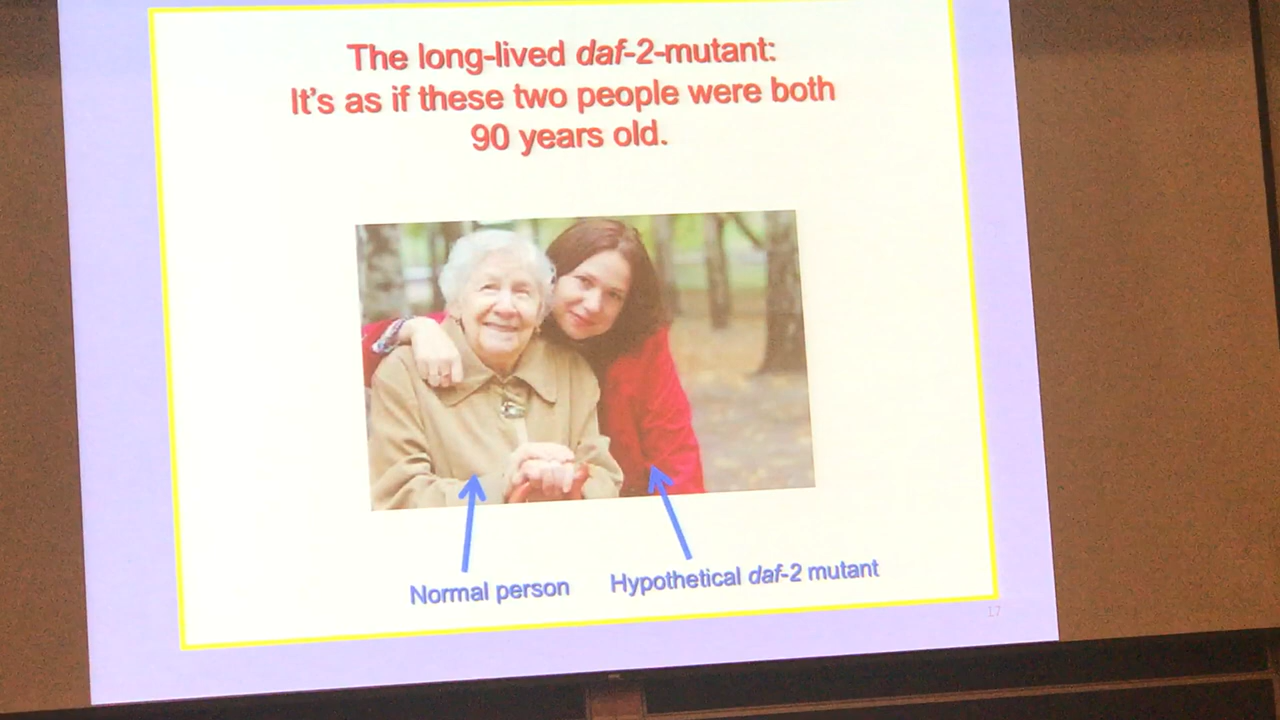 The long-lived daf-2-mutant:
It's as if these two people were both
90 years old.
Normal person
Hypothetical daf-2 mutant
17